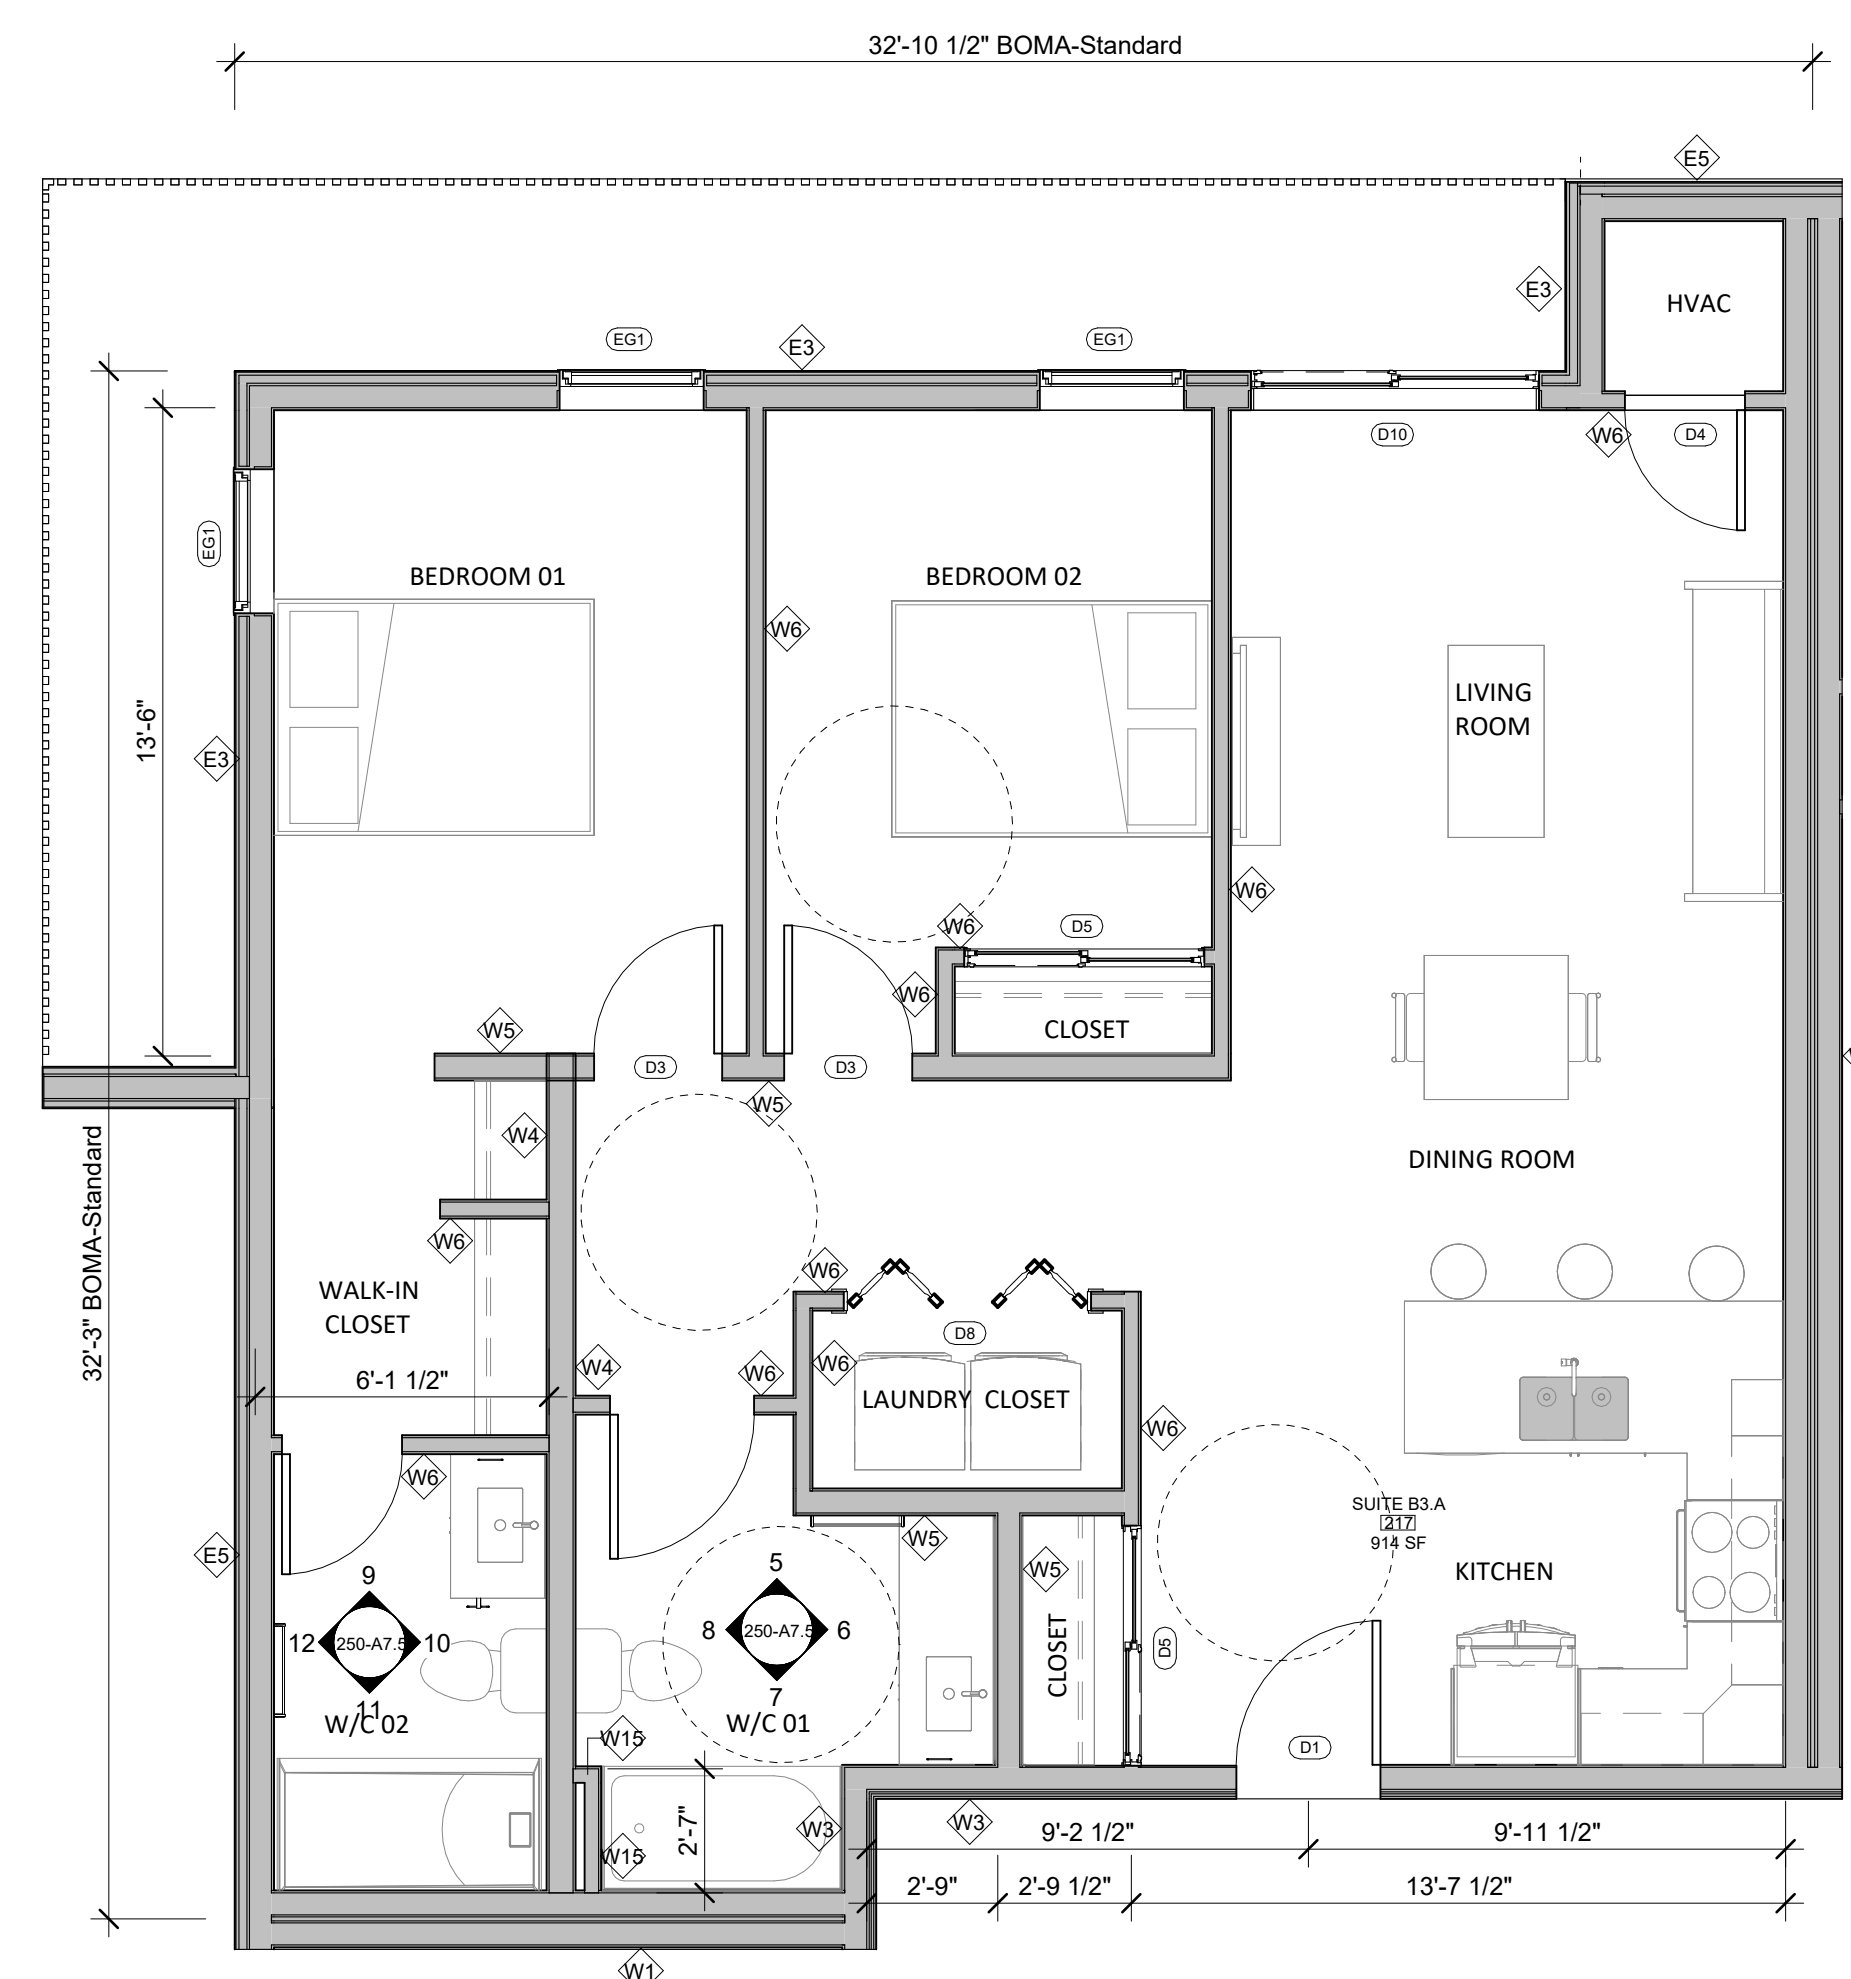 32'-10 1/2" BOMA-Standard
E5
E3
HVAC
EG1
E3
EG1
W6
D10
D4
EG1
BEDROOM 01
BEDROOM 02
W6
LIVING
ROOM
13'-6"
E3
W6
W6
D5
W6
CLOSET
W5
D3
D3
W5
W4
DINING ROOM
32'-3" BOMA-Standard
W6
W6
WALK-IN
CLOSET
D8
W4
W6
W6
6'-1 1/2"
LAUNDRY CLOSET
W6
W6
SUITE B3.A
217
914 SF
W5
E5
W5
KITCHEN
9
12
250-A7.5
10
11
W/C 02
5
8
250-A7.5
6
7
W/C 01
CLOSET
D5
W15
D1
2'-7"
W3
W3
W15
9'-2 1/2"
9'-11 1/2"
2'-9"
2'-9 1/2"
13'-7 1/2"
W1